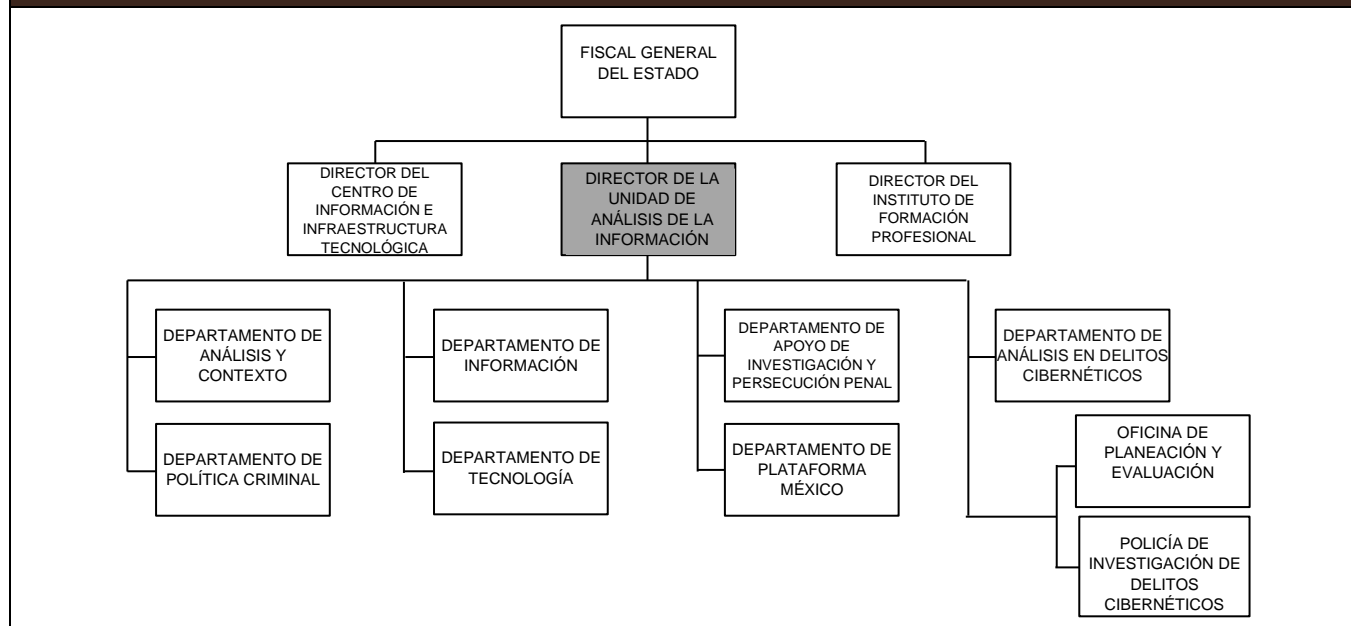 FISCAL GENERAL
DEL ESTADO
DIRECTOR DEL
CENTRO DE
INFORMACIÓN E
INFRAESTRUCTURA
TECNOLÓGICA
DIRECTOR DE LA
UNIDAD DE
ANÁLISIS DE LA
INFORMACIÓN
DIRECTOR DEL
INSTITUTO DE
FORMACIÓN
PROFESIONAL
DEPARTAMENTO DE
ANÁLISIS Y
CONTEXTO
DEPARTAMENTO DE
INFORMACIÓN
DEPARTAMENTO DE
APOYO DE
INVESTIGACIÓN Y
PERSECUCIÓN PENAL
DEPARTAMENTO DE
ANÁLISIS EN DELITOS
CIBERNÉTICOS
DEPARTAMENTO DE
POLÍTICA CRIMINAL
DEPARTAMENTO DE
TECNOLOGÍA
DEPARTAMENTO DE
PLATAFORMA
MÉXICO
OFICINA DE
PLANEACIÓN Y
EVALUACIÓN
POLICÍA DE
INVESTIGACIÓN DE
DELITOS
CIBERNÉTICOS